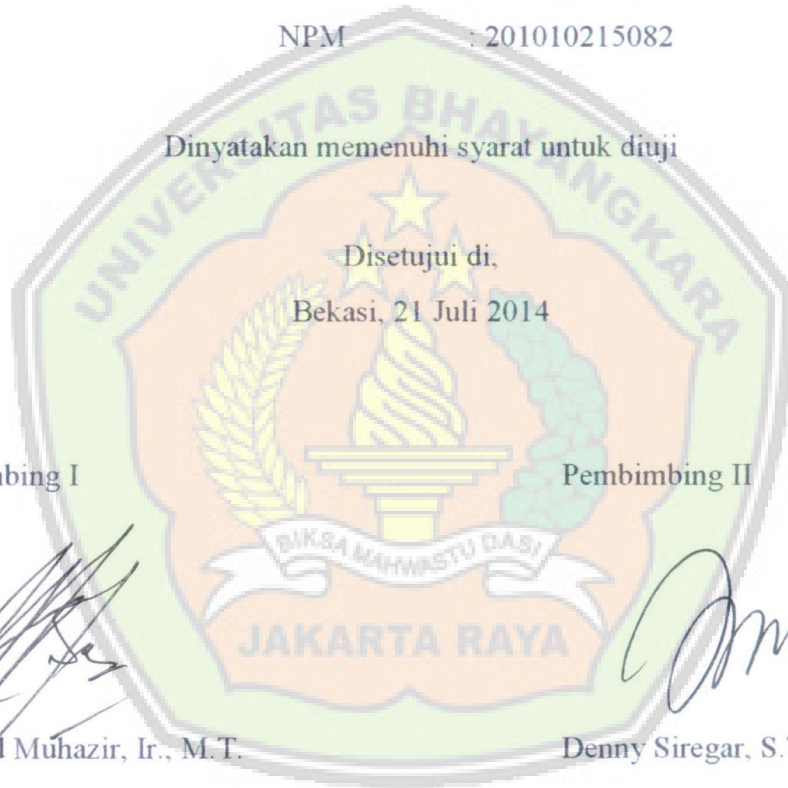 NPM : 201010215082
UNIVERSITAS BHAYANGKARA
Dinyatakan memenuhi syarat untuk diuji
Disetujui di,
Bekasi, 21 Juli 2014
Pembimbing II
BIKSA MAHWASTU DASI
JAKARTA RAYA
Muhazir, Ir., M.T.
Denny Siregar, S.